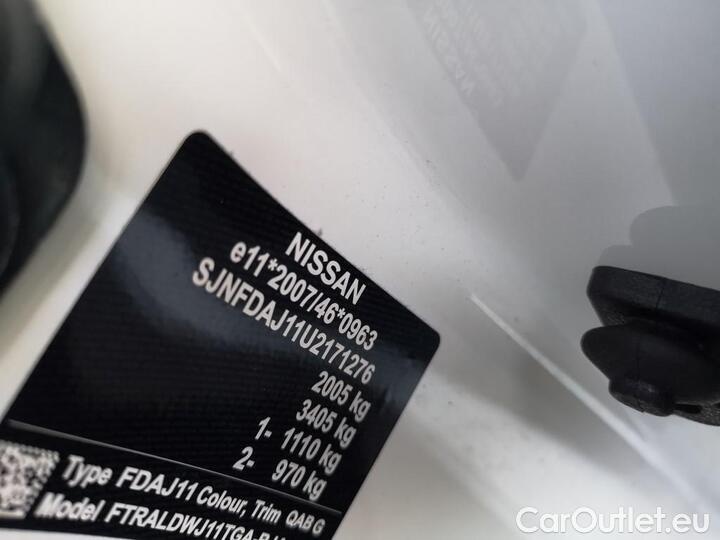 NISSAN
e11*2007/46*0963
SJNFDAJ11U2171276
2005 kg
3405 kg
1- 1110 kg
2- 970 kg
Type FDAJ11 Colour, Trim QAB G
Model
CarOutlet.eu